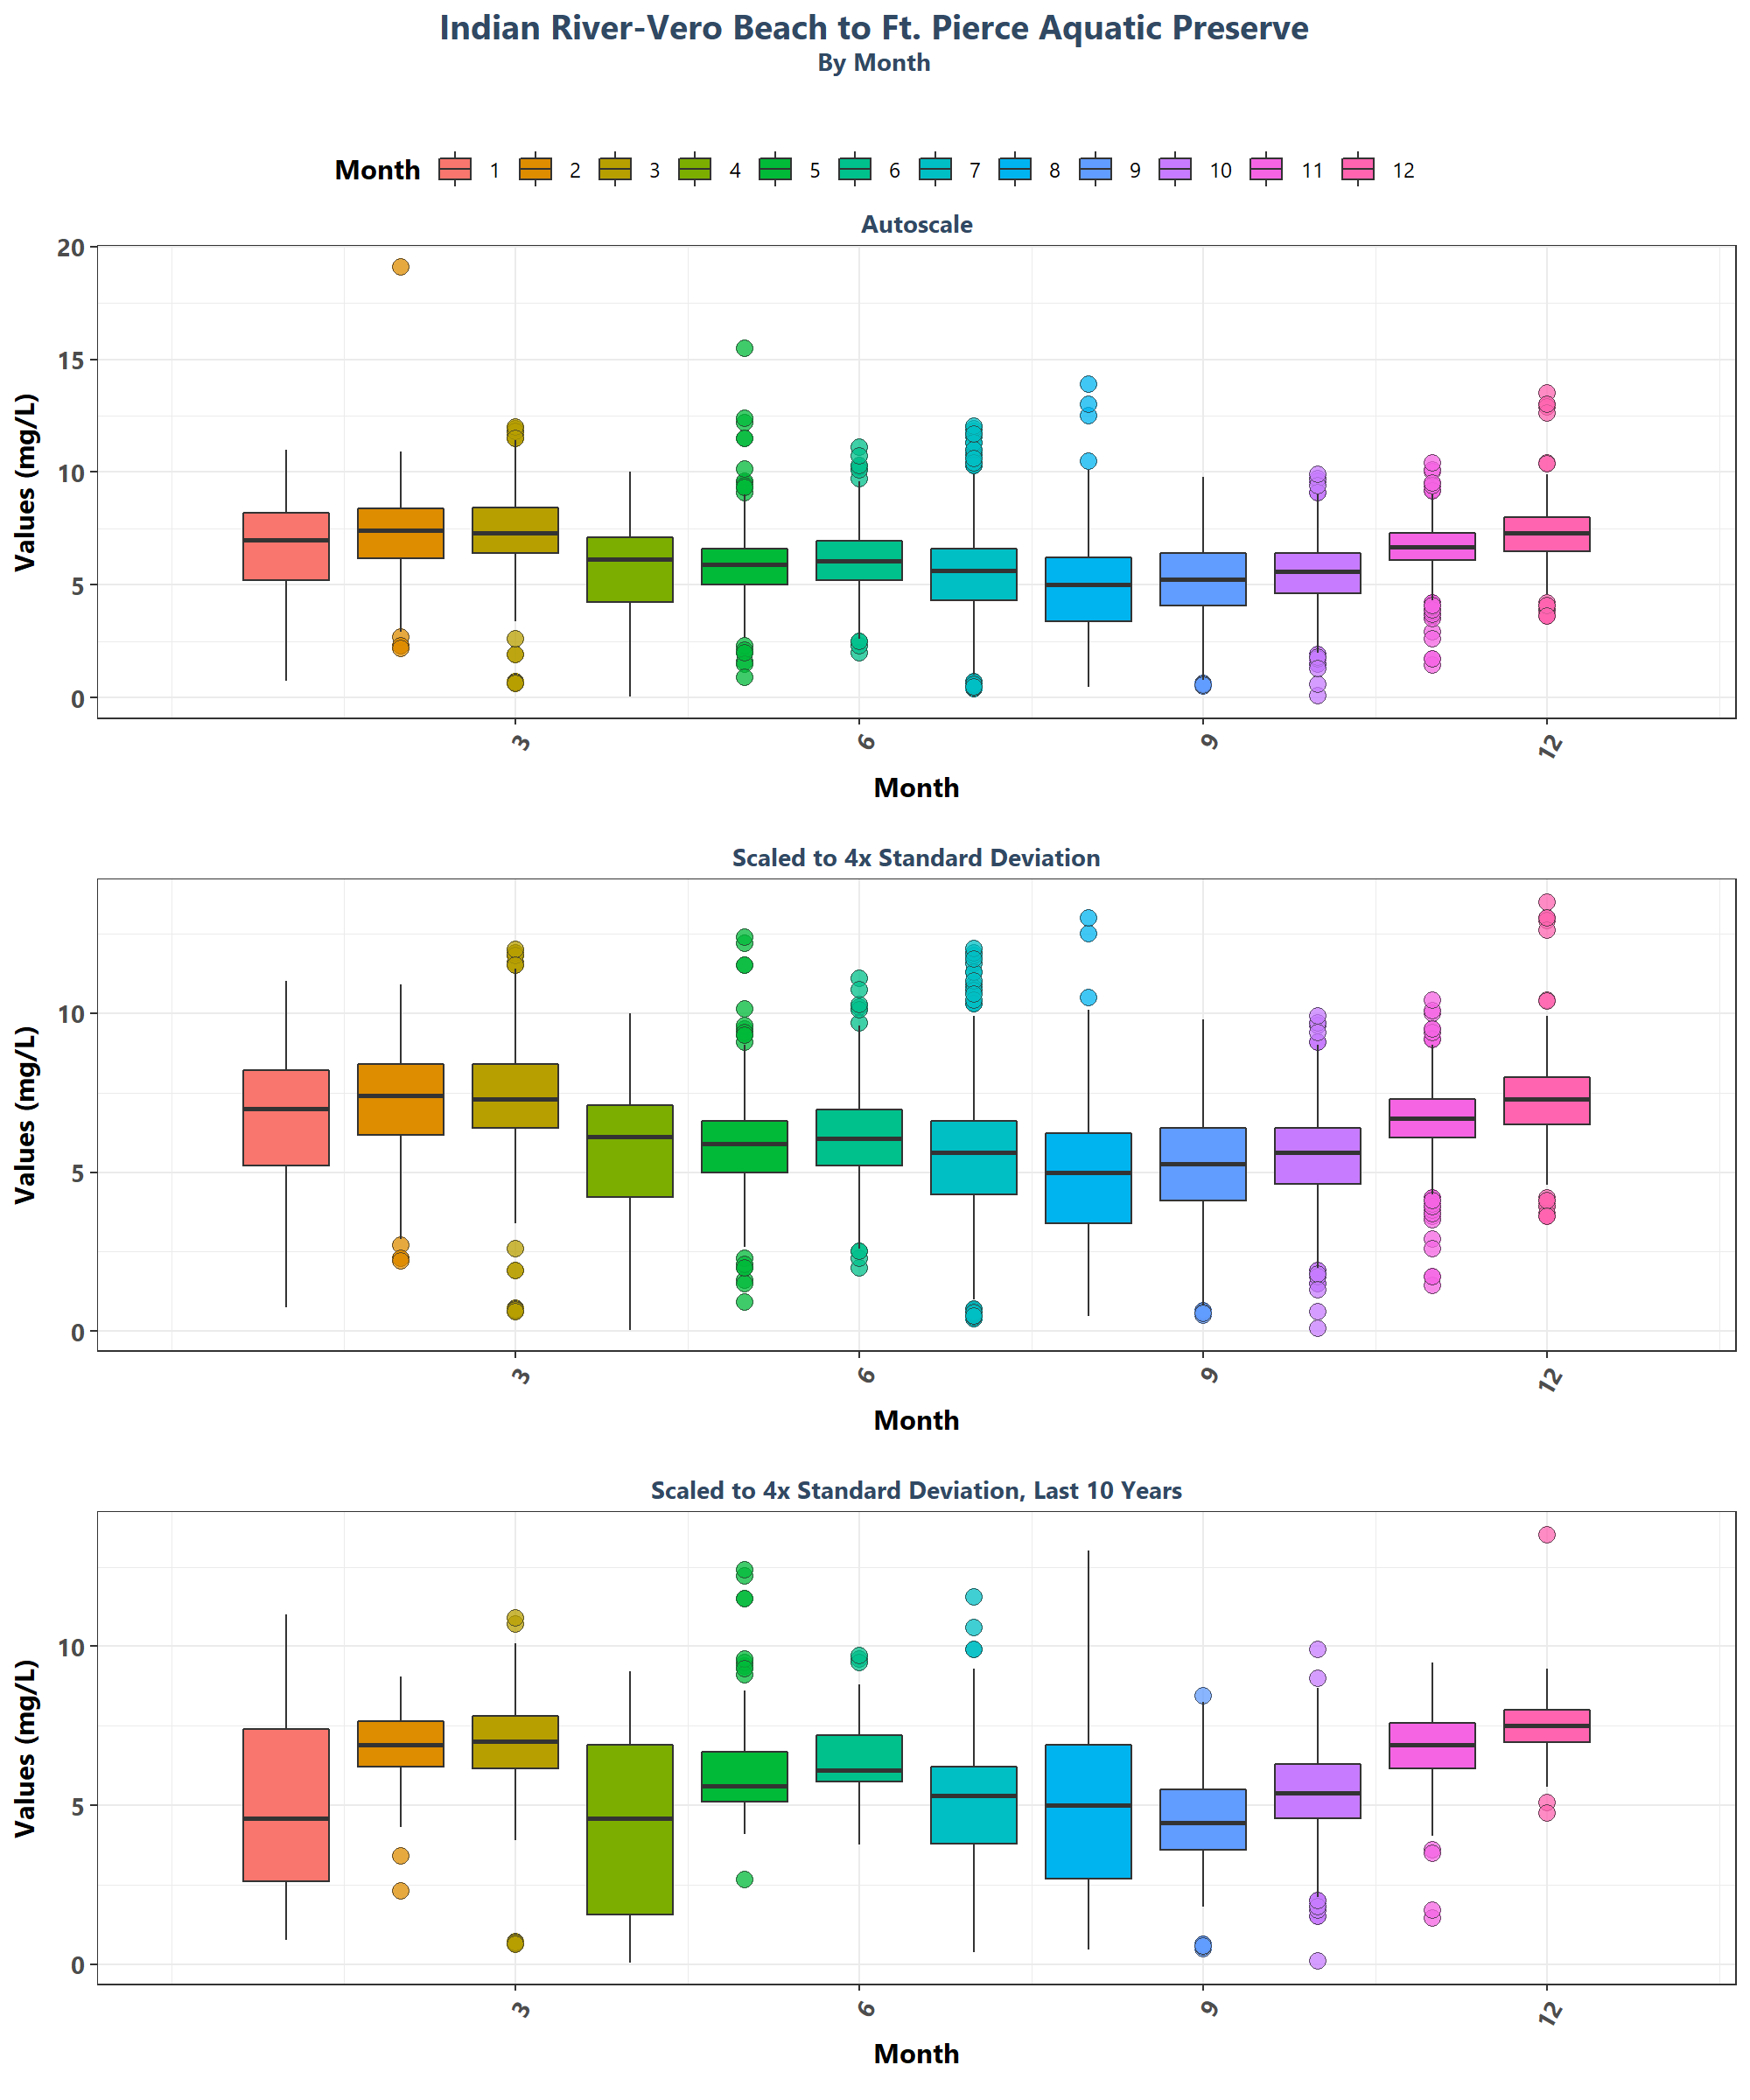 Indian River-Vero Beach to Ft. Pierce Aquatic Preserve
By Month
Month 1 2 3 4 5 6 7 8 9 10 11 12
Autoscale
20
15
10
5
0
Values (mg/L)
3 6 9 12
Month
Scaled to 4x Standard Deviation
10
5
0
Values (mg/L)
3 6 9 12
Month
Scaled to 4x Standard Deviation, Last 10 Years
10
5
0
Values (mg/L)
3 6 9 12
Month